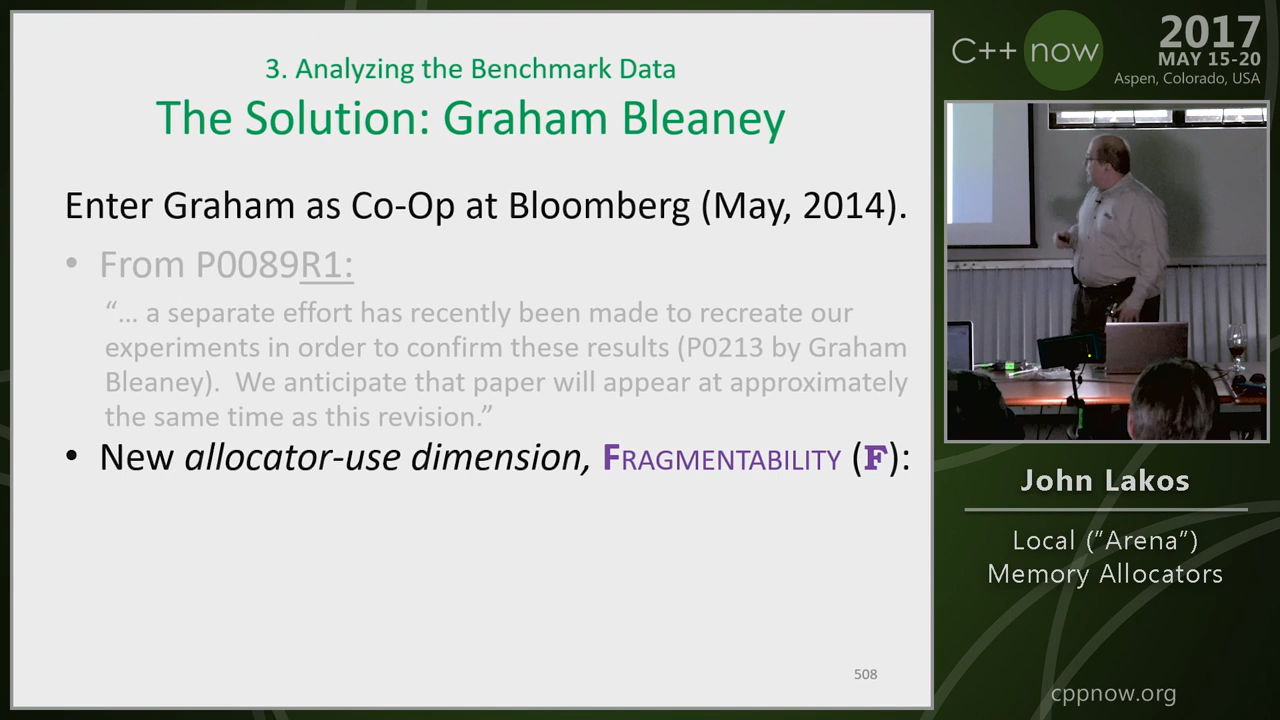 3. Analyzing the Benchmark Data
The Solution: Graham Bleaney
Enter Graham as Co-Op at Bloomberg (May, 2014).
• From P0089R1:
“... a separate effort has recently been made to recreate our
experiments in order to confirm these results (P0213 by Graham
Bleaney).  We anticipate that paper will appear at approximately
the same time as this revision.”
• New allocator-use dimension, FRAGMENTABILITY (F):
508
C++ now
2017
MAY 15-20
Aspen, Colorado, USA
John Lakos
Local (”Arena”)
Memory Allocators
cppnow.org